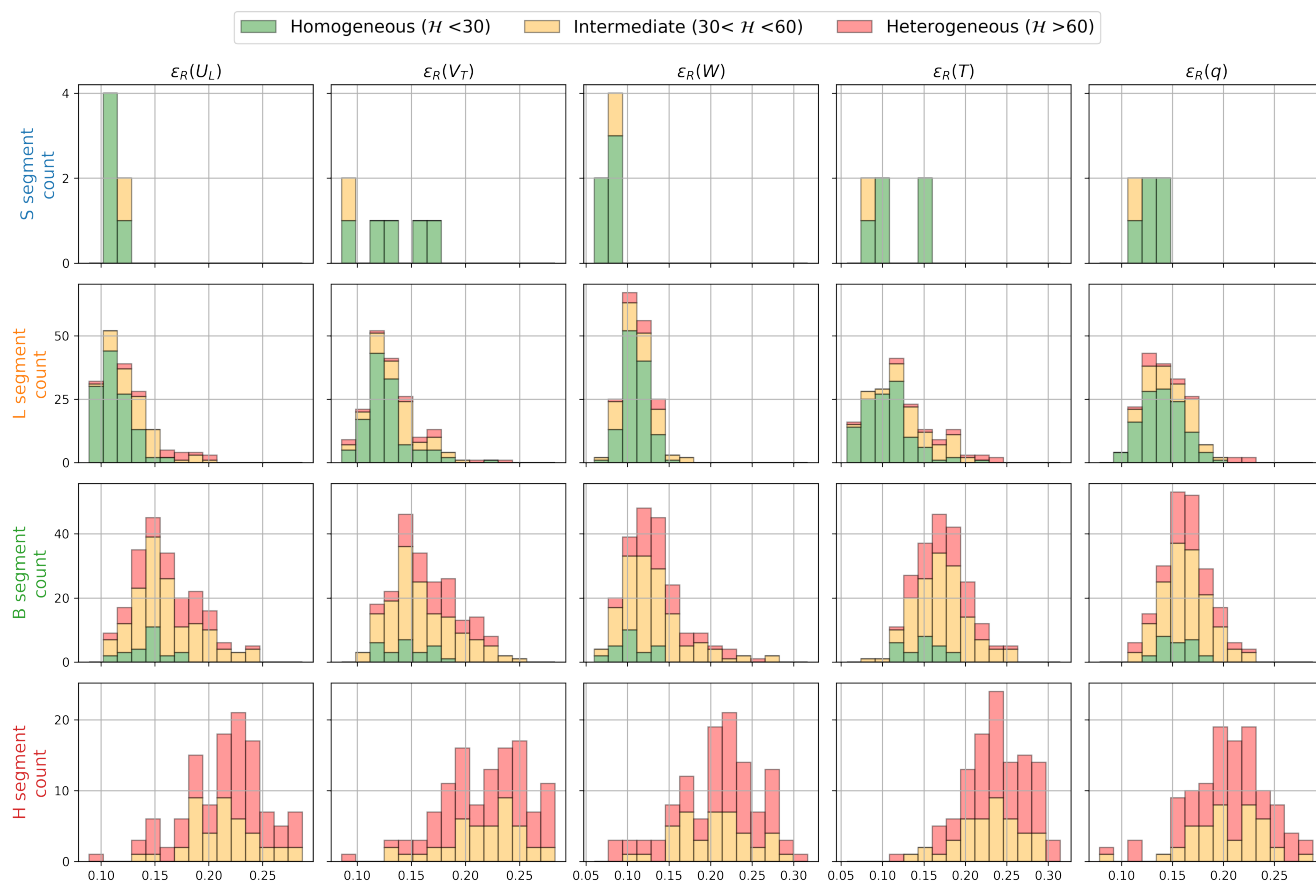 Homogeneous (ℋ <30) Intermediate (30< ℋ <60) Heterogeneous (ℋ >60)
ε_R(U_L) ε_R(V_T) ε_R(W) ε_R(T) ε_R(q)
S segment
count
4
2
0
L segment
count
50
25
0
B segment
count
40
20
0
H segment
count
20
10
0
0.10 0.15 0.20 0.25 0.10 0.15 0.20 0.25 0.05 0.10 0.15 0.20 0.25 0.30 0.05 0.10 0.15 0.20 0.25 0.30 0.10 0.15 0.20 0.25